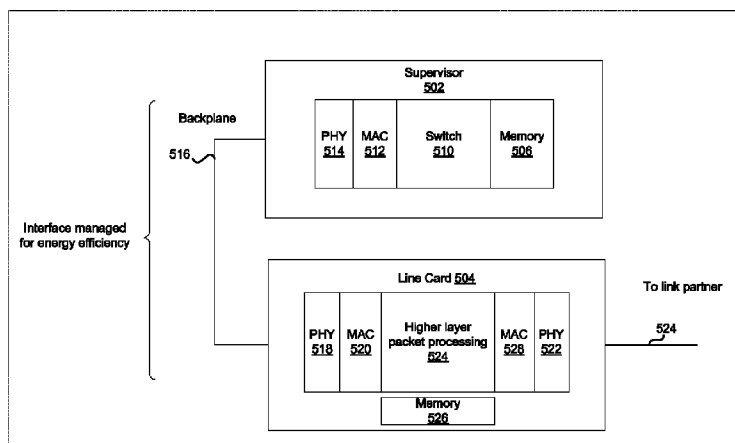 Supervisor
502
Backplane
516
PHY
514
MAC
512
Switch
510
Memory
506
Interface managed
for energy efficiency
Line Card 504
To link partner
524
PHY
518
MAC
520
Higher layer
packet processing
524
MAC
528
PHY
522
Memory
526